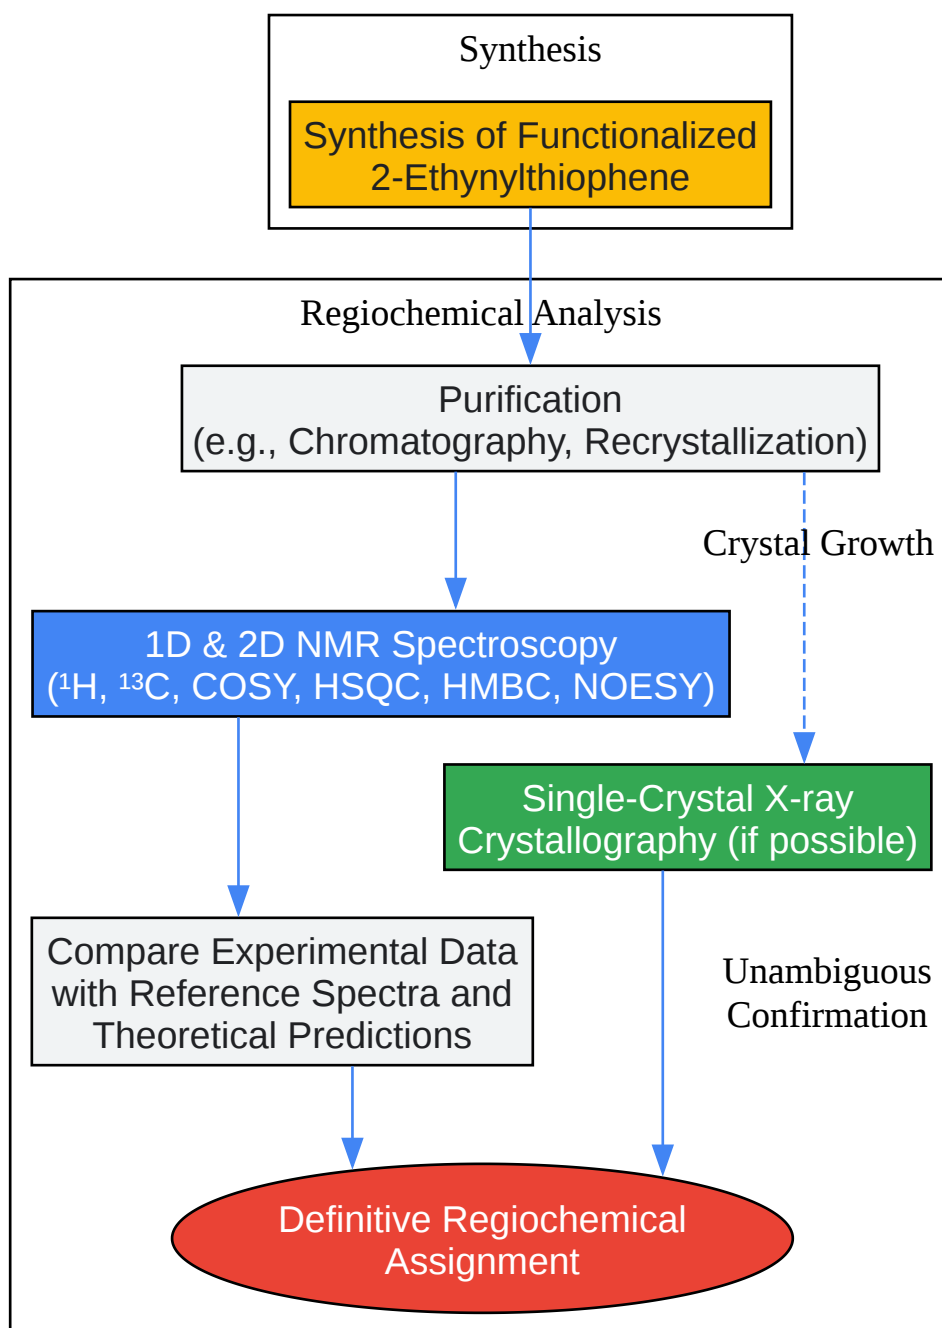 Synthesis
Synthesis of Functionalized
2-Ethynylthiophene
Regiochemical Analysis
Purification
(e.g., Chromatography, Recrystallization)
Crystal Growth
1D & 2D NMR Spectroscopy
(¹H, ¹³C, COSY, HSQC, HMBC, NOESY)
Single-Crystal X-ray
Crystallography (if possible)
Compare Experimental Data
with Reference Spectra and
Theoretical Predictions
Unambiguous
Confirmation
Definitive Regiochemical
Assignment